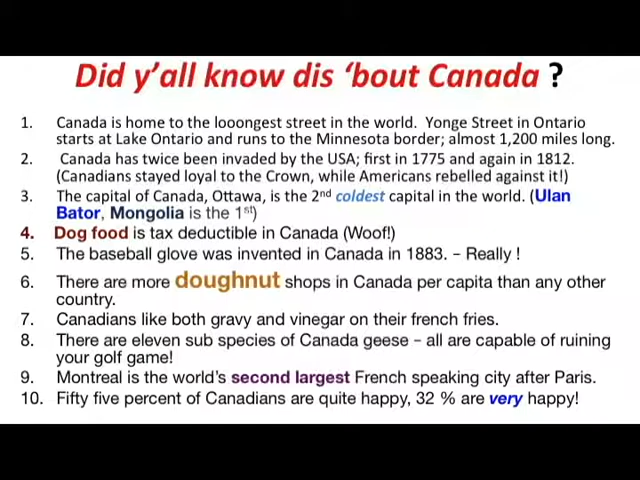 Did y'all know dis 'bout Canada ?
1. Canada is home to the looongest street in the world. Yonge Street in Ontario
starts at Lake Ontario and runs to the Minnesota border; almost 1,200 miles long.
2. Canada has twice been invaded by the USA; first in 1775 and again in 1812.
(Canadians stayed loyal to the Crown, while Americans rebelled against it!)
3. The capital of Canada, Ottawa, is the 2nd coldest capital in the world. (Ulan
Bator, Mongolia is the 1st)
4. Dog food is tax deductible in Canada (Woof!)
5. The baseball glove was invented in Canada in 1883. – Really !
6. There are more doughnut shops in Canada per capita than any other
country.
7. Canadians like both gravy and vinegar on their french fries.
8. There are eleven sub species of Canada geese – all are capable of ruining
your golf game!
9. Montreal is the world's second largest French speaking city after Paris.
10. Fifty five percent of Canadians are quite happy, 32 % are very happy!